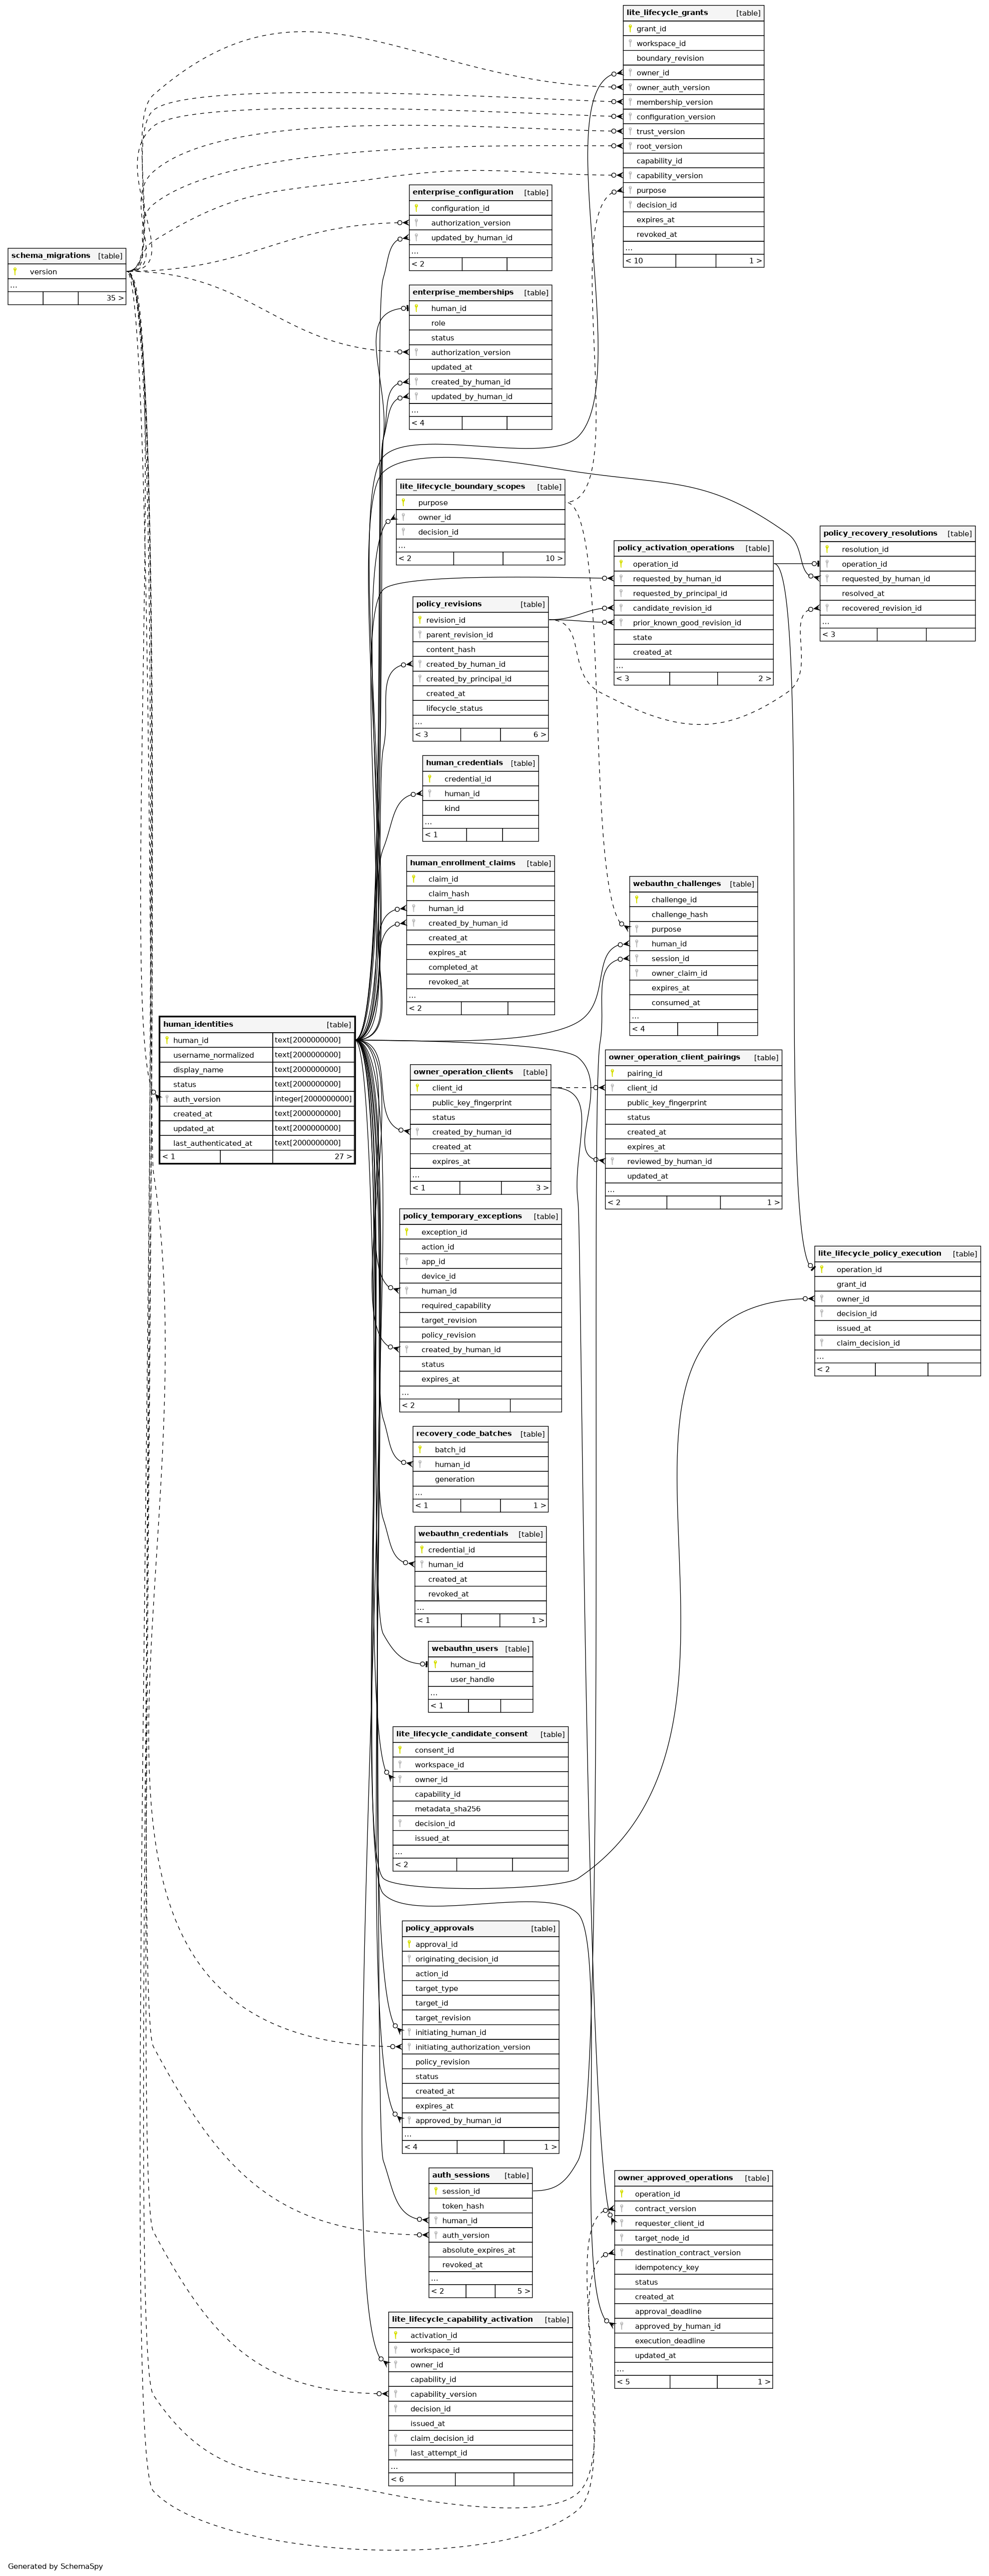 lite_lifecycle_grants [table]
grant_id
workspace_id
boundary_revision
owner_id
owner_auth_version
membership_version
configuration_version
trust_version
root_version
capability_id
capability_version
purpose
decision_id
expires_at
revoked_at
...
< 10 1 >
enterprise_configuration [table]
configuration_id
authorization_version
updated_by_human_id
...
< 2
schema_migrations [table]
version
...
35 >
enterprise_memberships [table]
human_id
role
status
authorization_version
updated_at
created_by_human_id
updated_by_human_id
...
< 4
lite_lifecycle_boundary_scopes [table]
purpose
owner_id
decision_id
...
< 2 10 >
policy_recovery_resolutions [table]
resolution_id
operation_id
requested_by_human_id
resolved_at
recovered_revision_id
...
< 3
policy_activation_operations [table]
operation_id
requested_by_human_id
requested_by_principal_id
candidate_revision_id
prior_known_good_revision_id
state
created_at
...
< 3 2 >
policy_revisions [table]
revision_id
parent_revision_id
content_hash
created_by_human_id
created_by_principal_id
created_at
lifecycle_status
...
< 3 6 >
human_credentials [table]
credential_id
human_id
kind
...
< 1
human_enrollment_claims [table]
claim_id
claim_hash
human_id
created_by_human_id
created_at
expires_at
completed_at
revoked_at
...
< 2
webauthn_challenges [table]
challenge_id
challenge_hash
purpose
human_id
session_id
owner_claim_id
expires_at
consumed_at
...
< 4
human_identities [table]
human_id text[2000000000]
username_normalized text[2000000000]
display_name text[2000000000]
status text[2000000000]
auth_version integer[2000000000]
created_at text[2000000000]
updated_at text[2000000000]
last_authenticated_at text[2000000000]
< 1 27 >
owner_operation_client_pairings [table]
pairing_id
client_id
public_key_fingerprint
status
created_at
expires_at
reviewed_by_human_id
updated_at
...
< 2 1 >
owner_operation_clients [table]
client_id
public_key_fingerprint
status
created_by_human_id
created_at
expires_at
...
< 1 3 >
policy_temporary_exceptions [table]
exception_id
action_id
app_id
device_id
human_id
required_capability
target_revision
policy_revision
created_by_human_id
status
expires_at
...
< 2
lite_lifecycle_policy_execution [table]
operation_id
grant_id
owner_id
decision_id
issued_at
claim_decision_id
...
< 2
recovery_code_batches [table]
batch_id
human_id
generation
...
< 1 1 >
webauthn_credentials [table]
credential_id
human_id
created_at
revoked_at
...
< 1 1 >
webauthn_users [table]
human_id
user_handle
...
< 1
lite_lifecycle_candidate_consent [table]
consent_id
workspace_id
owner_id
capability_id
metadata_sha256
decision_id
issued_at
...
< 2
policy_approvals [table]
approval_id
originating_decision_id
action_id
target_type
target_id
target_revision
initiating_human_id
initiating_authorization_version
policy_revision
status
created_at
expires_at
approved_by_human_id
...
< 4 1 >
auth_sessions [table]
session_id
token_hash
human_id
auth_version
absolute_expires_at
revoked_at
...
< 2 5 >
owner_approved_operations [table]
operation_id
contract_version
requester_client_id
target_node_id
destination_contract_version
idempotency_key
status
created_at
approval_deadline
approved_by_human_id
execution_deadline
updated_at
...
< 5 1 >
lite_lifecycle_capability_activation [table]
activation_id
workspace_id
owner_id
capability_id
capability_version
decision_id
issued_at
claim_decision_id
last_attempt_id
...
< 6
Generated by SchemaSpy